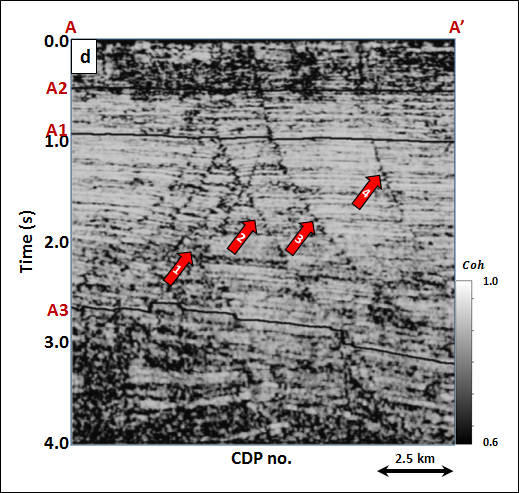 A A’
0.0
d
A2
A1
1.0
4
2
3
2.0
1
Time (s)
Coh
1.0
A3
3.0
0.6
4.0
CDP no.
2.5 km